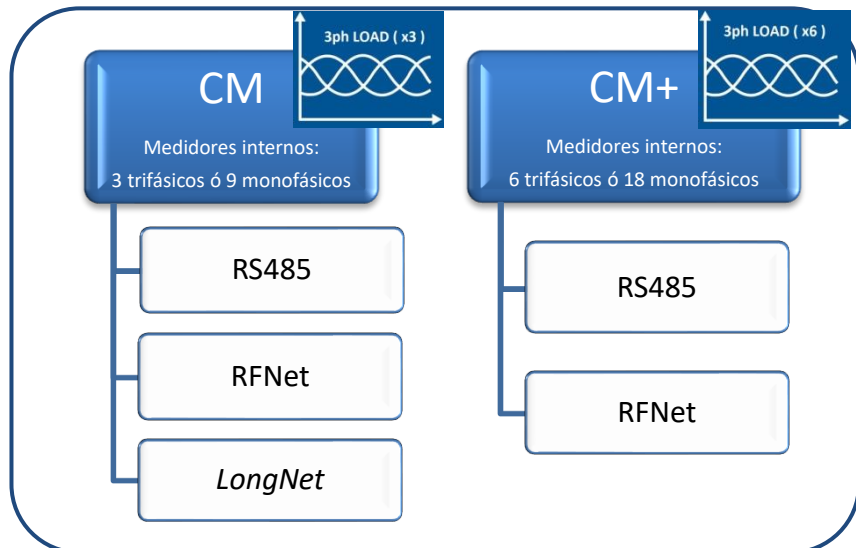 3ph LOAD ( x3 )
CM
Medidores internos:
3 trifásicos ó 9 monofásicos
RS485
RFNet
LongNet
3ph LOAD ( x6 )
CM+
Medidores internos:
6 trifásicos ó 18 monofásicos
RS485
RFNet